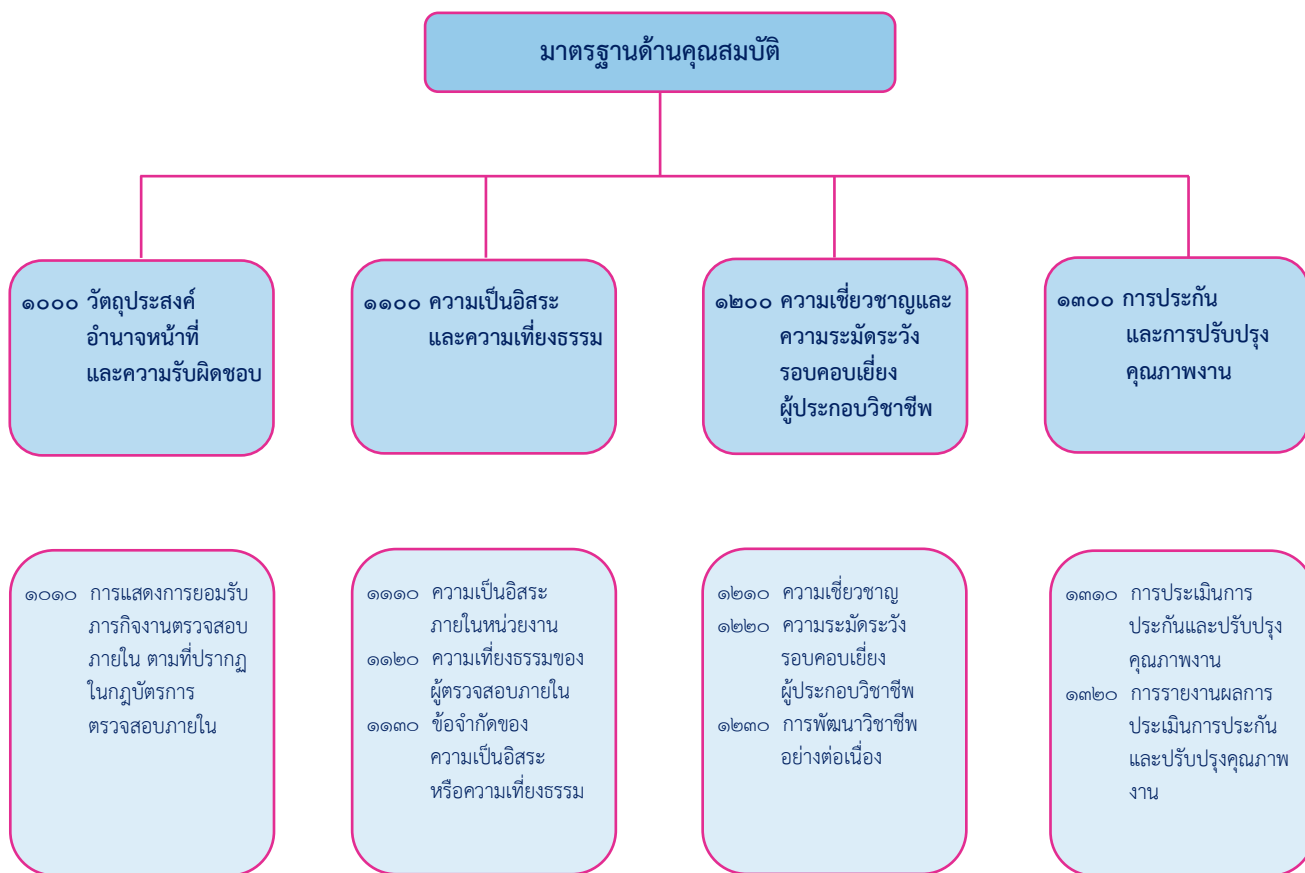 มาตรฐานด้านคุณสมบัติ
๑๐๐๐ วัตถุประสงค์
อำนาจหน้าที่
และความรับผิดชอบ
๑๑๐๐ ความเป็นอิสระ
และความเที่ยงธรรม
๑๒๐๐ ความเชี่ยวชาญและ
ความระมัดระวัง
รอบคอบเยี่ยง
ผู้ประกอบวิชาชีพ
๑๓๐๐ การประกัน
และการปรับปรุง
คุณภาพงาน
๑๐๑๐ การแสดงการยอมรับ
ภารกิจงานตรวจสอบ
ภายใน ตามที่ปรากฏ
ในกฎบัตรการ
ตรวจสอบภายใน
๑๑๑๐ ความเป็นอิสระ
ภายในหน่วยงาน
๑๑๒๐ ความเที่ยงธรรมของ
ผู้ตรวจสอบภายใน
๑๑๓๐ ข้อจำกัดของ
ความเป็นอิสระ
หรือความเที่ยงธรรม
๑๒๑๐ ความเชี่ยวชาญ
๑๒๒๐ ความระมัดระวัง
รอบคอบเยี่ยง
ผู้ประกอบวิชาชีพ
๑๒๓๐ การพัฒนาวิชาชีพ
อย่างต่อเนื่อง
๑๓๑๐ การประเมินการ
ประกันและปรับปรุง
คุณภาพงาน
๑๓๒๐ การรายงานผลการ
ประเมินการประกัน
และปรับปรุงคุณภาพ
งาน